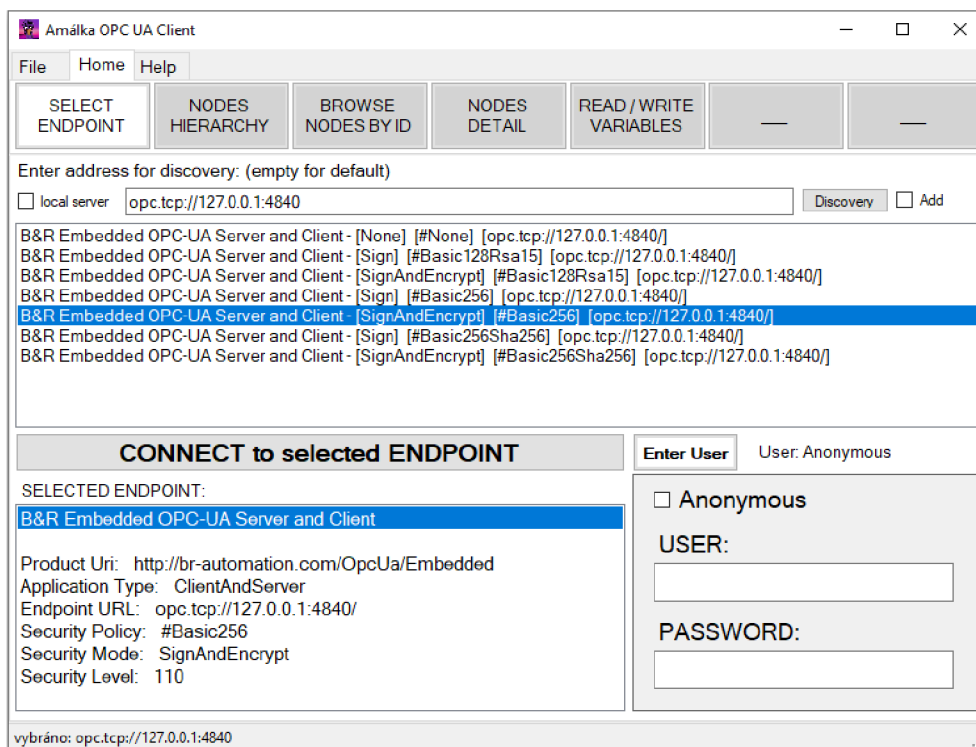 Amálka OPC UA Client
File Home Help
SELECT ENDPOINT
NODES HIERARCHY
BROWSE NODES BY ID
NODES DETAIL
READ / WRITE VARIABLES
Enter address for discovery: (empty for default)
local server opc.tcp://127.0.0.1:4840 Discovery Add
B&R Embedded OPC-UA Server and Client - [None] [#None] [opc.tcp://127.0.0.1:4840/]
B&R Embedded OPC-UA Server and Client - [Sign] [#Basic128Rsa15] [opc.tcp://127.0.0.1:4840/]
B&R Embedded OPC-UA Server and Client - [SignAndEncrypt] [#Basic128Rsa15] [opc.tcp://127.0.0.1:4840/]
B&R Embedded OPC-UA Server and Client - [Sign] [#Basic256] [opc.tcp://127.0.0.1:4840/]
B&R Embedded OPC-UA Server and Client - [SignAndEncrypt] [#Basic256] [opc.tcp://127.0.0.1:4840/]
B&R Embedded OPC-UA Server and Client - [Sign] [#Basic256Sha256] [opc.tcp://127.0.0.1:4840/]
B&R Embedded OPC-UA Server and Client - [SignAndEncrypt] [#Basic256Sha256] [opc.tcp://127.0.0.1:4840/]
CONNECT to selected ENDPOINT
Enter User User: Anonymous
SELECTED ENDPOINT:
B&R Embedded OPC-UA Server and Client
Product Uri: http://br-automation.com/OpcUa/Embedded
Application Type: ClientAndServer
Endpoint URL: opc.tcp://127.0.0.1:4840/
Security Policy: #Basic256
Security Mode: SignAndEncrypt
Security Level: 110
Anonymous
USER:
PASSWORD:
vybráno: opc.tcp://127.0.0.1:4840